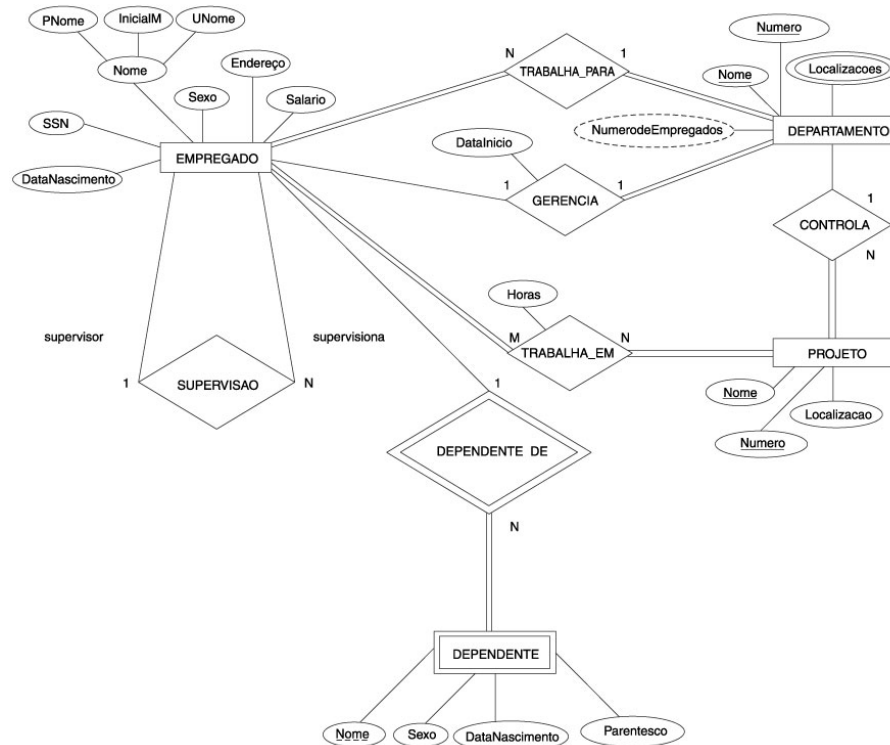 PNome
InicialM
UNome
Nome
Endereço
Sexo
Salario
SSN
EMPREGADO
DataNascimento
N
TRABALHA_PARA
1
Numero
Nome
Localizacoes
NumerodeEmpregados
DEPARTAMENTO
DataInicio
1
GERENCIA
1
1
CONTROLA
N
supervisor
supervisiona
1
SUPERVISAO
N
Horas
M
TRABALHA_EM
N
PROJETO
Nome
Localizacao
Numero
1
DEPENDENTE DE
N
DEPENDENTE
Nome
Sexo
DataNascimento
Parentesco